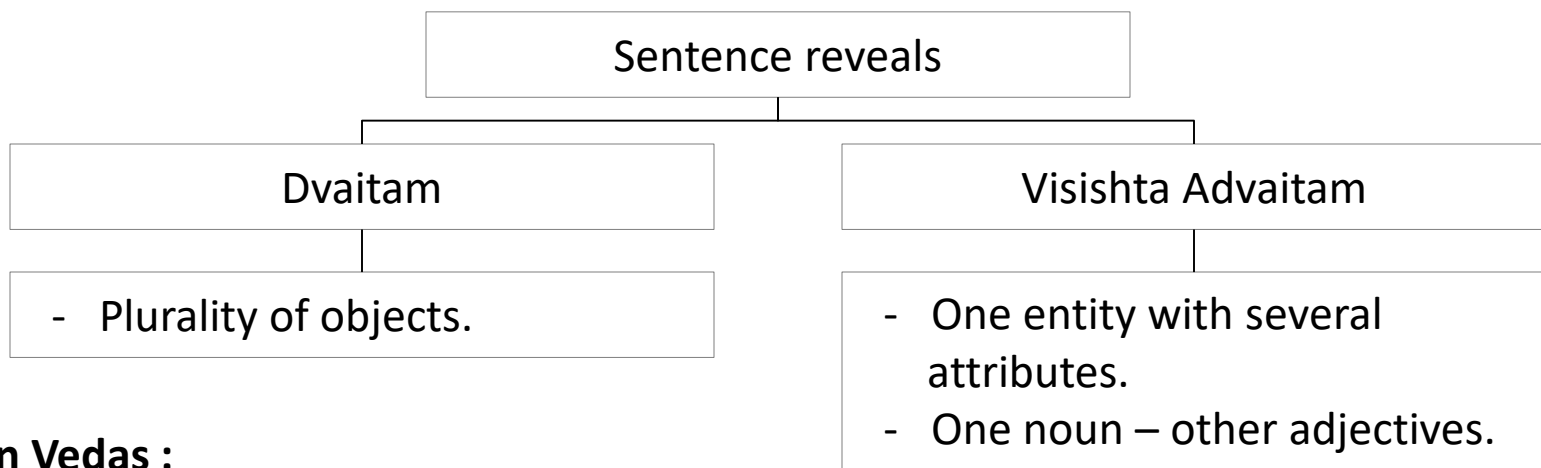 Sentence reveals
Dvaitam
Visishta Advaitam
- Plurality of objects.
- One entity with several
attributes.
- One noun – other adjectives.
n Vedas :